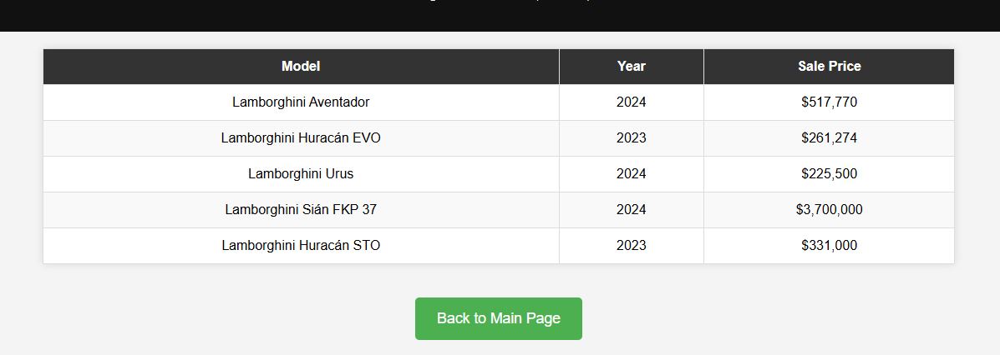 Model Year Sale Price
Lamborghini Aventador 2024 $517,770
Lamborghini Huracán EVO 2023 $261,274
Lamborghini Urus 2024 $225,500
Lamborghini Sián FKP 37 2024 $3,700,000
Lamborghini Huracán STO 2023 $331,000
Back to Main Page